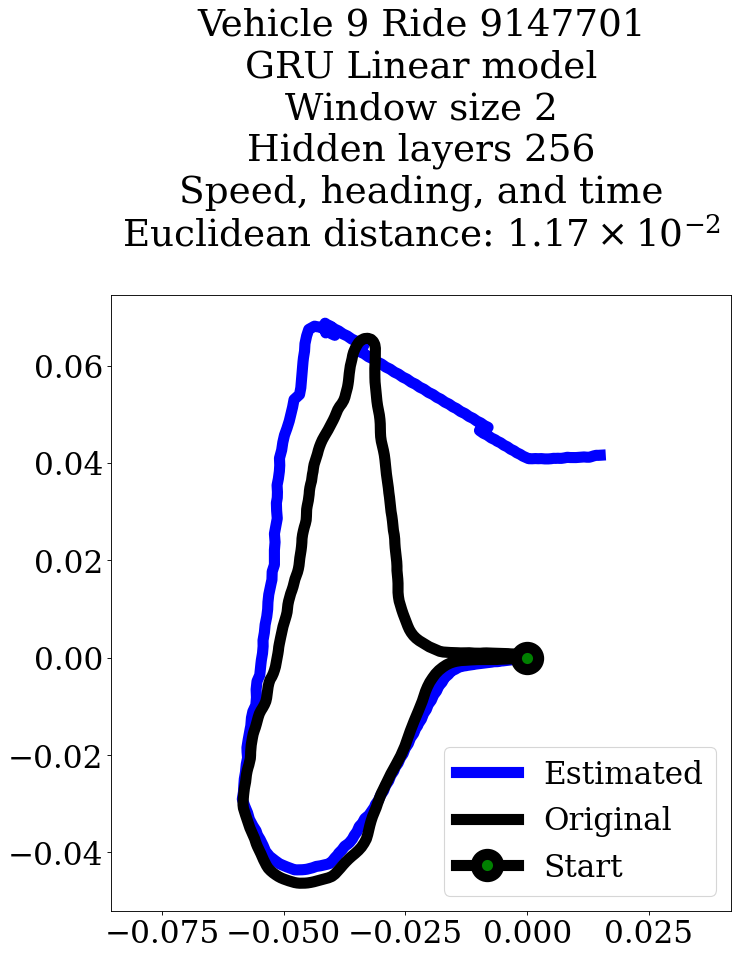 Vehicle 9 Ride 9147701
GRU Linear model
Window size 2
Hidden layers 256
Speed, heading, and time
Euclidean distance: 1.17 × 10⁻²
0.06
0.04
0.02
0.00
−0.02
−0.04
Estimated
Original
Start
−0.075 −0.050 −0.025 0.000 0.025